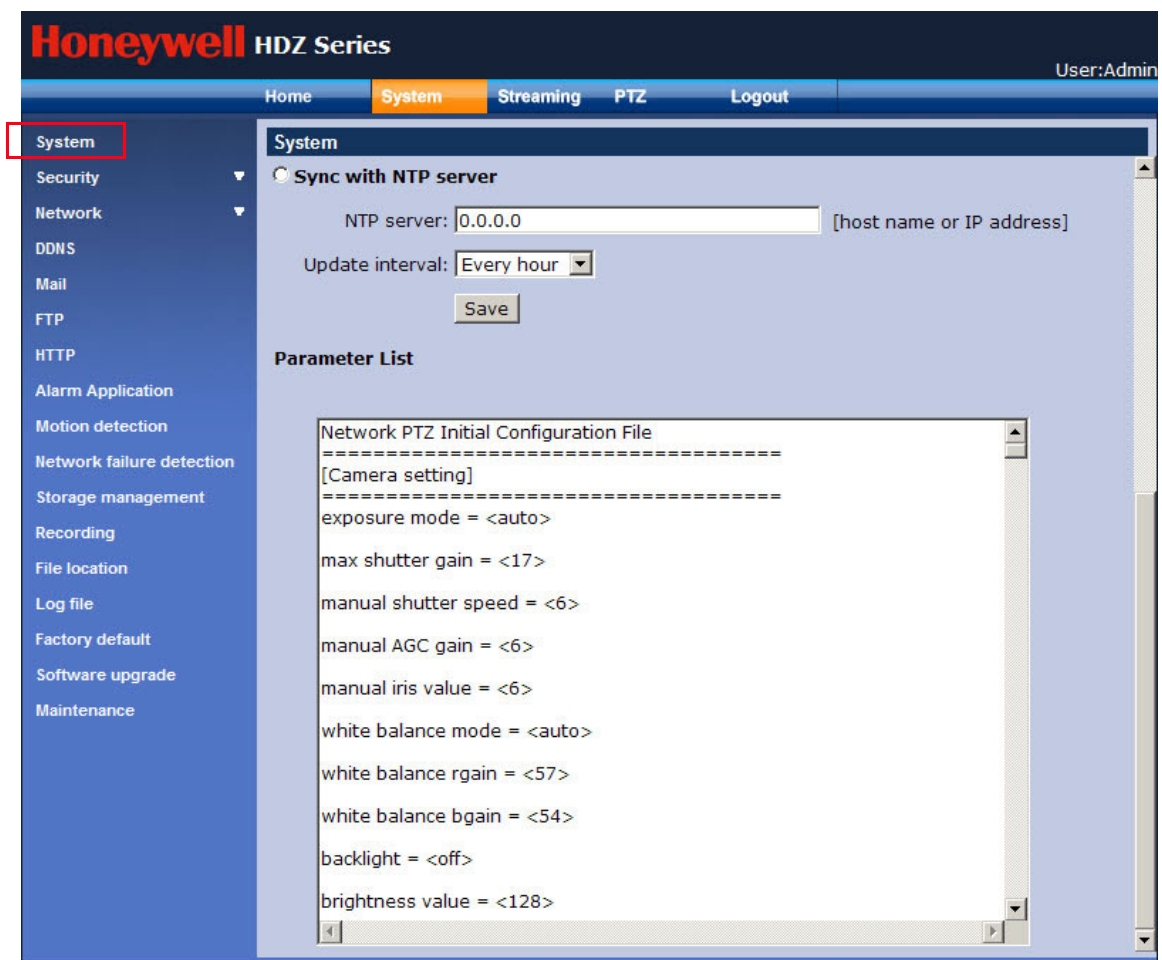 Honeywell HDZ Series
User:Admin
Home System Streaming PTZ Logout
System
Security
Network
DDNS
Mail
FTP
HTTP
Alarm Application
Motion detection
Network failure detection
Storage management
Recording
File location
Log file
Factory default
Software upgrade
Maintenance
System
Sync with NTP server
NTP server: 0.0.0.0 [host name or IP address]
Update interval: Every hour
Save
Parameter List
Network PTZ Initial Configuration File
====================================
[Camera setting]
====================================
exposure mode = <auto>
max shutter gain = <17>
manual shutter speed = <6>
manual AGC gain = <6>
manual iris value = <6>
white balance mode = <auto>
white balance rgain = <57>
white balance bgain = <54>
backlight = <off>
brightness value = <128>